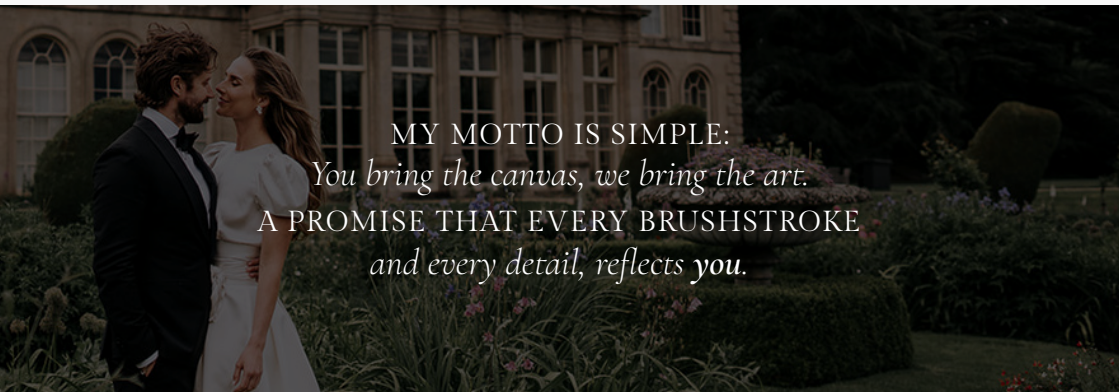 MY MOTTO IS SIMPLE:
You bring the canvas, we bring the art.
A PROMISE THAT EVERY BRUSHSTROKE
and every detail, reflects you.